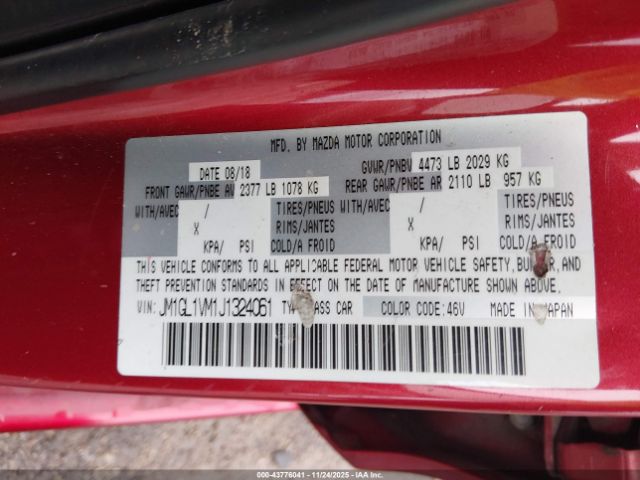 MFD. BY MAZDA MOTOR CORPORATION
DATE 08/18 GVWR/PNBV 4473 LB 2029 KG
FRONT GAWR/PNBE AV 2377 LB 1078 KG REAR GAWR/PNBE AR 2110 LB 957 KG
WITH/AVEC / TIRES/PNEUS WITH/AVEC / TIRES/PNEUS
X RIMS/JANTES X RIMS/JANTES
KPA/ PSI COLD/A FROID KPA/ PSI COLD/A FROID
THIS VEHICLE CONFORMS TO ALL APPLICABLE FEDERAL MOTOR VEHICLE SAFETY, AND
THEFT PREVENTION STANDARDS IN EFFECT ON THE DATE OF MANUFACTURE SHOWN ABOVE.
VIN: JM1GL1VM1J1324061 CAR COLOR CODE:46V MADE IN JAPAN
000-43776041 - 11/24/2025 - IAAI.COM